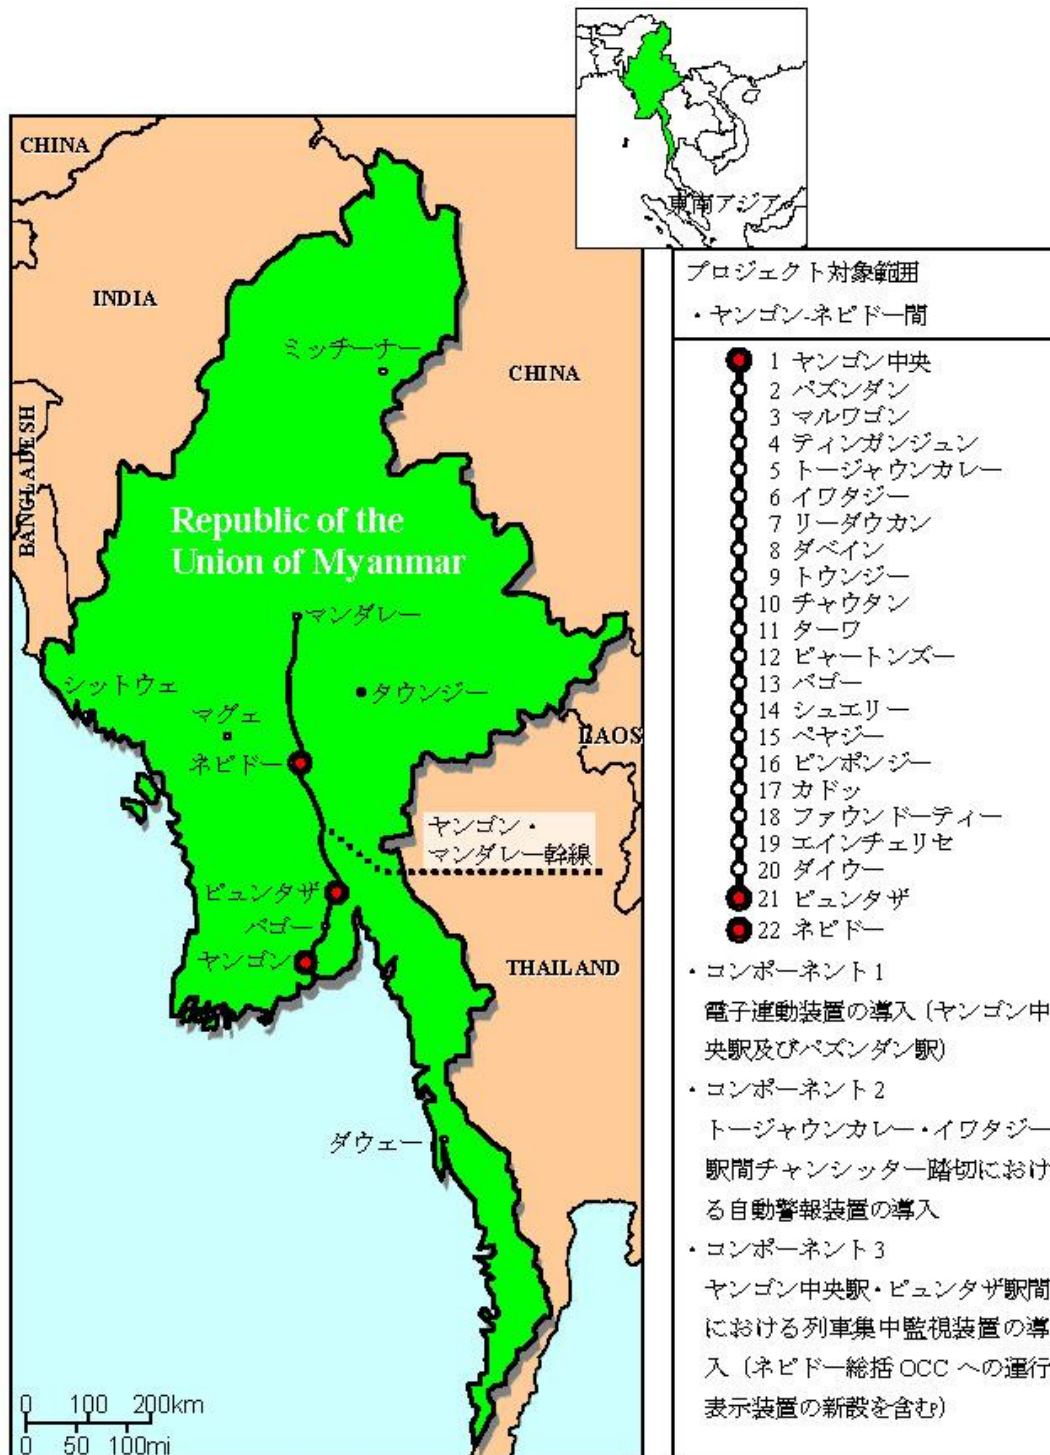 東南アジア
CHINA
INDIA
ミッチーナー
CHINA
BANGLADESH
Republic of the
Union of Myanmar
マンダレー
シットウェ
タウンジー
マグェ
LAOS
ネピドー
ヤンゴン・
マンダレー幹線
ピュンタザ
バゴー
ヤンゴン
THAILAND
ダウェー
0 100 200km
0 50 100mi
プロジェクト対象範囲
・ヤンゴン-ネピドー間
1 ヤンゴン中央
2 パズンダン
3 マルワゴン
4 ティンガンジュン
5 トージャウンカレー
6 イワタジー
7 リーダウカン
8 ダベイン
9 トウンジー
10 チャウタン
11 ターワ
12 ピャートンズー
13 バゴー
14 シュエリー
15 ペヤジー
16 ピンポンジー
17 カドッ
18 ファウンドーティー
19 エインチェリセ
20 ダイウー
21 ピュンタザ
22 ネピドー
・コンポーネント1
電子連動装置の導入（ヤンゴン中
央駅及びパズンダン駅）
・コンポーネント2
トージャウンカレー・イワタジー
駅間チャンシッター踏切におけ
る自動警報装置の導入
・コンポーネント3
ヤンゴン中央駅・ピュンタザ駅間
における列車集中監視装置の導
入（ネピドー総括 OCC への運行
表示装置の新設を含む）